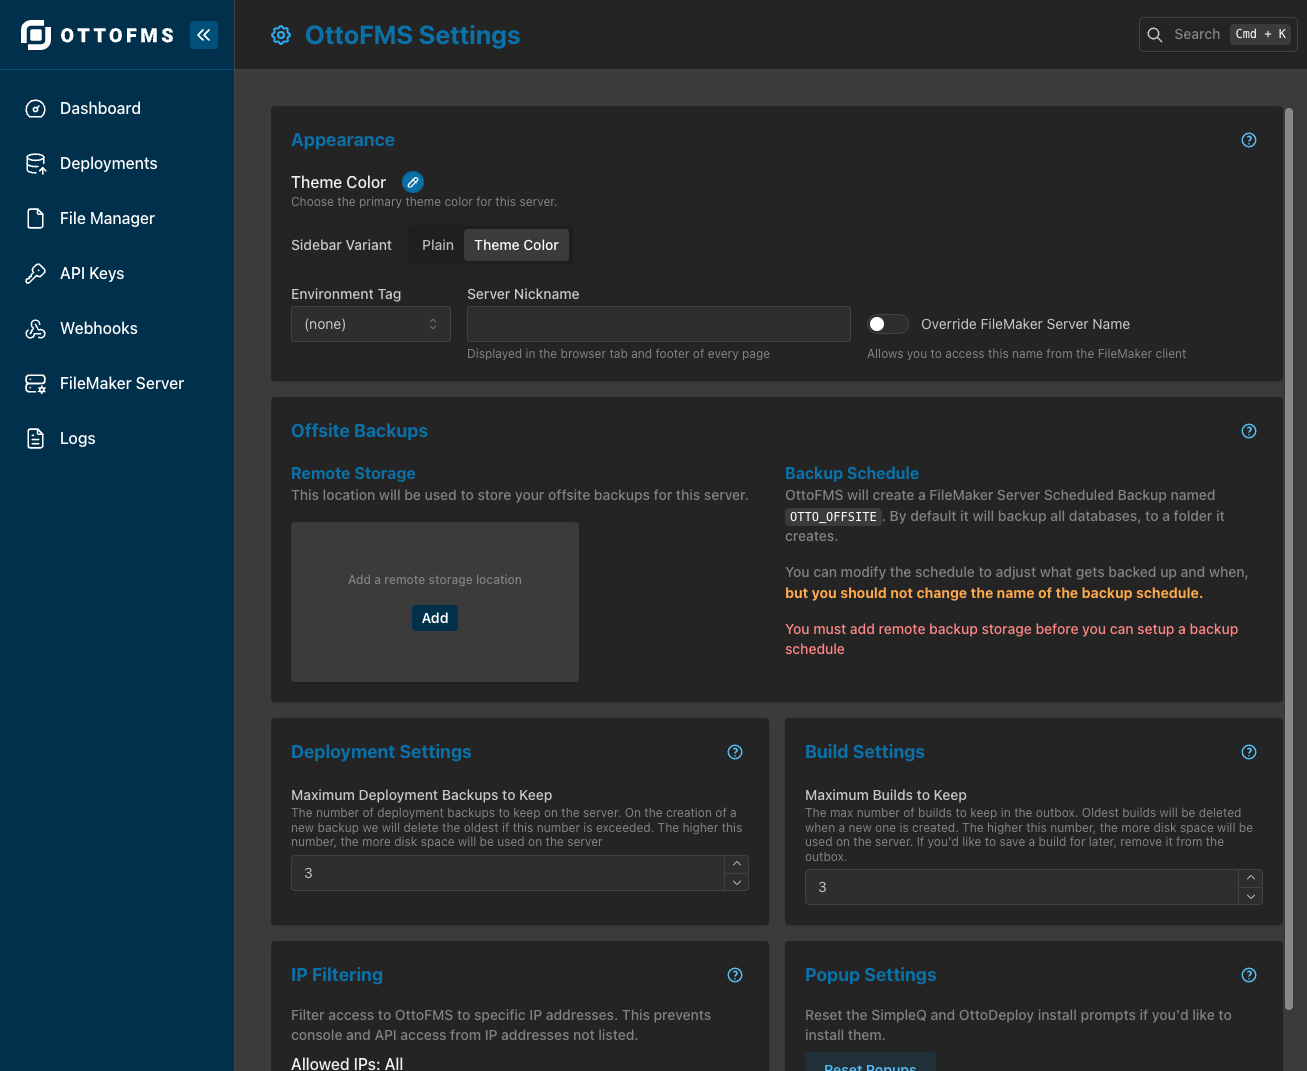 OTTOFMS
OttoFMS Settings
Search Cmd + K
Dashboard
Deployments
File Manager
API Keys
Webhooks
FileMaker Server
Logs
Appearance
Theme Color
Choose the primary theme color for this server.
Sidebar Variant Plain Theme Color
Environment Tag
(none)
Server Nickname
Displayed in the browser tab and footer of every page
Override FileMaker Server Name
Allows you to access this name from the FileMaker client
Offsite Backups
Remote Storage
This location will be used to store your offsite backups for this server.
Add a remote storage location
Add
Backup Schedule
OttoFMS will create a FileMaker Server Scheduled Backup named
OTTO_OFFSITE. By default it will backup all databases, to a folder it
creates.
You can modify the schedule to adjust what gets backed up and when,
but you should not change the name of the backup schedule.
You must add remote backup storage before you can setup a backup
schedule
Deployment Settings
Maximum Deployment Backups to Keep
The number of deployment backups to keep on the server. On the creation of a
new backup we will delete the oldest if this number is exceeded. The higher this
number, the more disk space will be used on the server
3
Build Settings
Maximum Builds to Keep
The max number of builds to keep in the outbox. Oldest builds will be deleted
when a new one is created. The higher this number, the more disk space will be
used on the server. If you'd like to save a build for later, remove it from the
outbox.
3
IP Filtering
Filter access to OttoFMS to specific IP addresses. This prevents
console and API access from IP addresses not listed.
Allowed IPs: All
Popup Settings
Reset the SimpleQ and OttoDeploy install prompts if you'd like to
install them.
Reset Popups